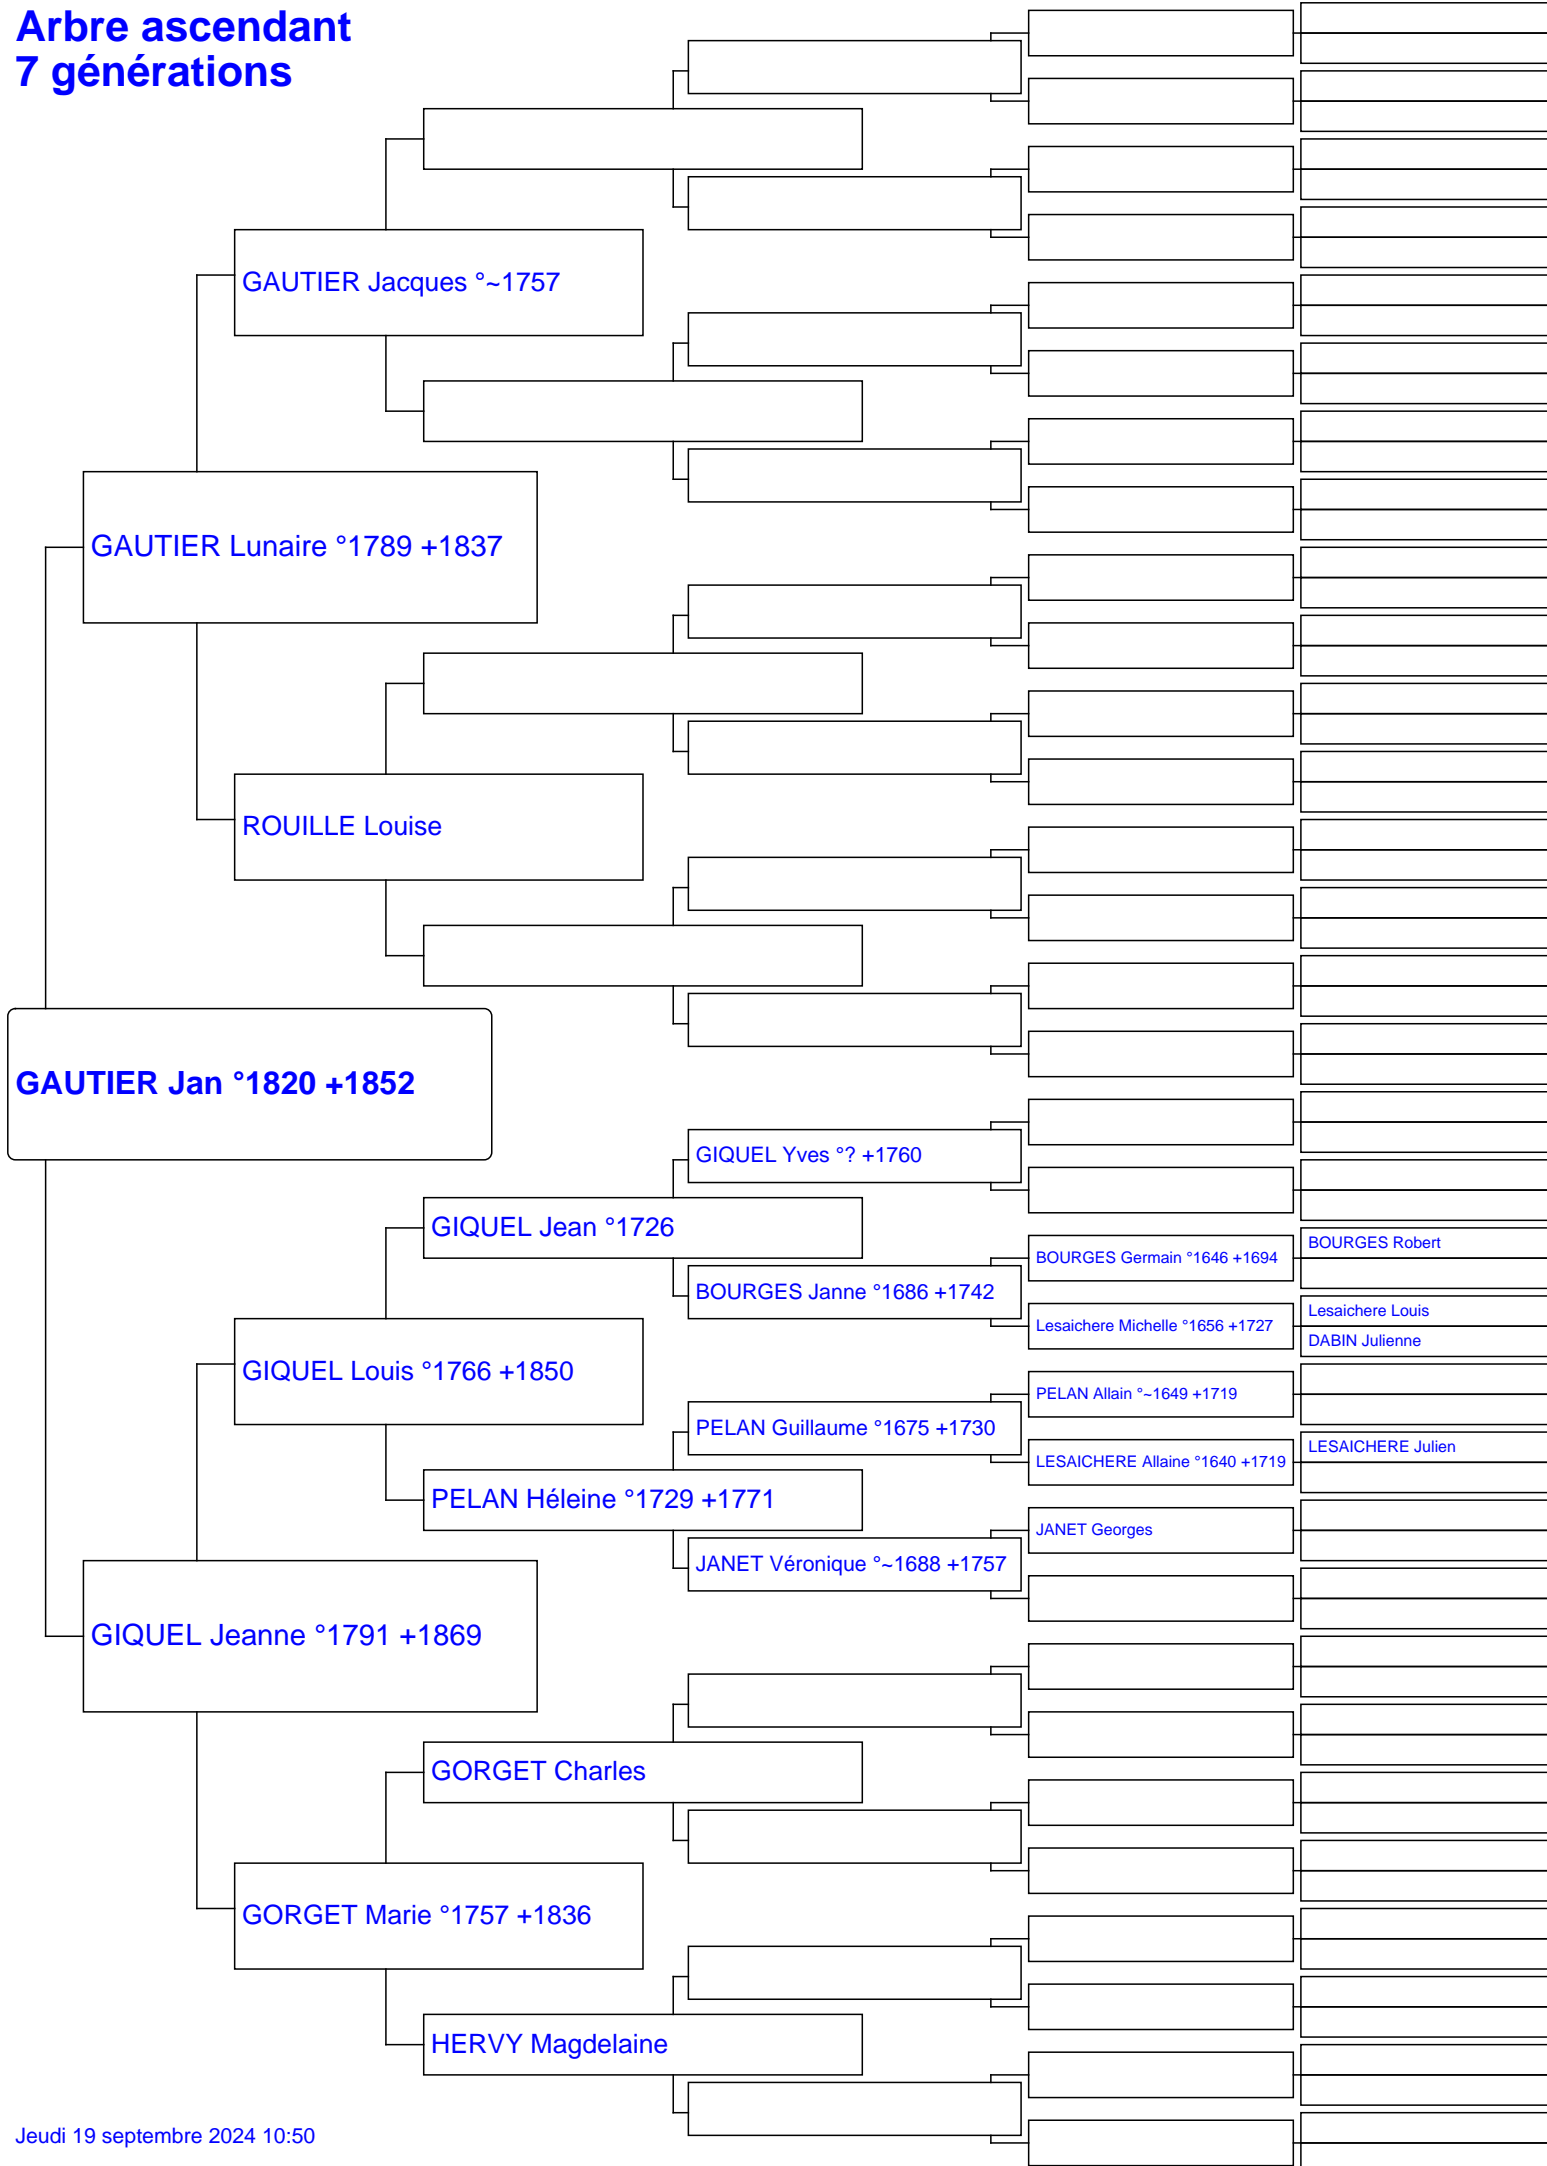 Arbre ascendant
7 générations
GAUTIER Jacques °~1757
GAUTIER Lunaire °1789 +1837
ROUILLE Louise
GAUTIER Jan °1820 +1852
GIQUEL Yves °? +1760
GIQUEL Jean °1726
BOURGES Robert
BOURGES Germain °1646 +1694
BOURGES Janne °1686 +1742
Lesaichere Louis
Lesaichere Michelle °1656 +1727
DABIN Julienne
GIQUEL Louis °1766 +1850
PELAN Allain °~1649 +1719
PELAN Guillaume °1675 +1730
LESAICHERE Julien
LESAICHERE Allaine °1640 +1719
PELAN Héleine °1729 +1771
JANET Georges
JANET Véronique °~1688 +1757
GIQUEL Jeanne °1791 +1869
GORGET Charles
GORGET Marie °1757 +1836
HERVY Magdelaine
Jeudi 19 septembre 2024 10:50